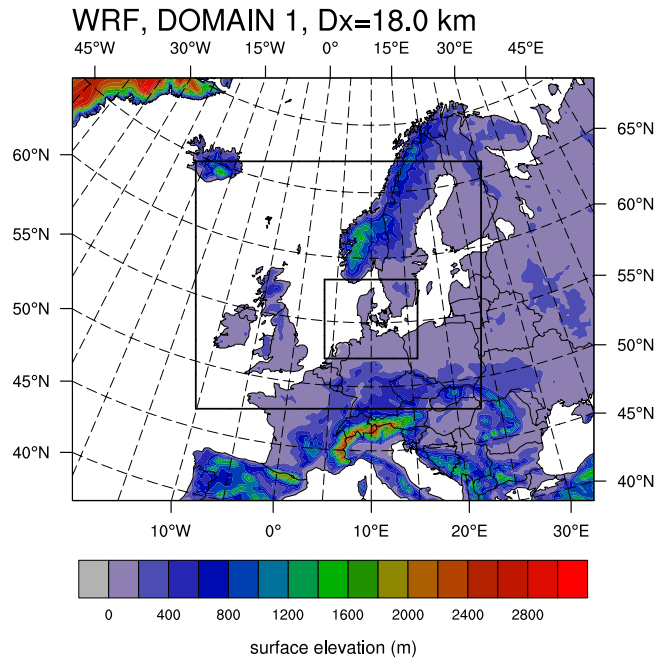 WRF, DOMAIN 1, Dx=18.0 km
45°W 30°W 15°W 0° 15°E 30°E 45°E
65°N
60°N
60°N
55°N
55°N
50°N
50°N
45°N
45°N
40°N
40°N
10°W 0° 10°E 20°E 30°E
0 400 800 1200 1600 2000 2400 2800
surface elevation (m)